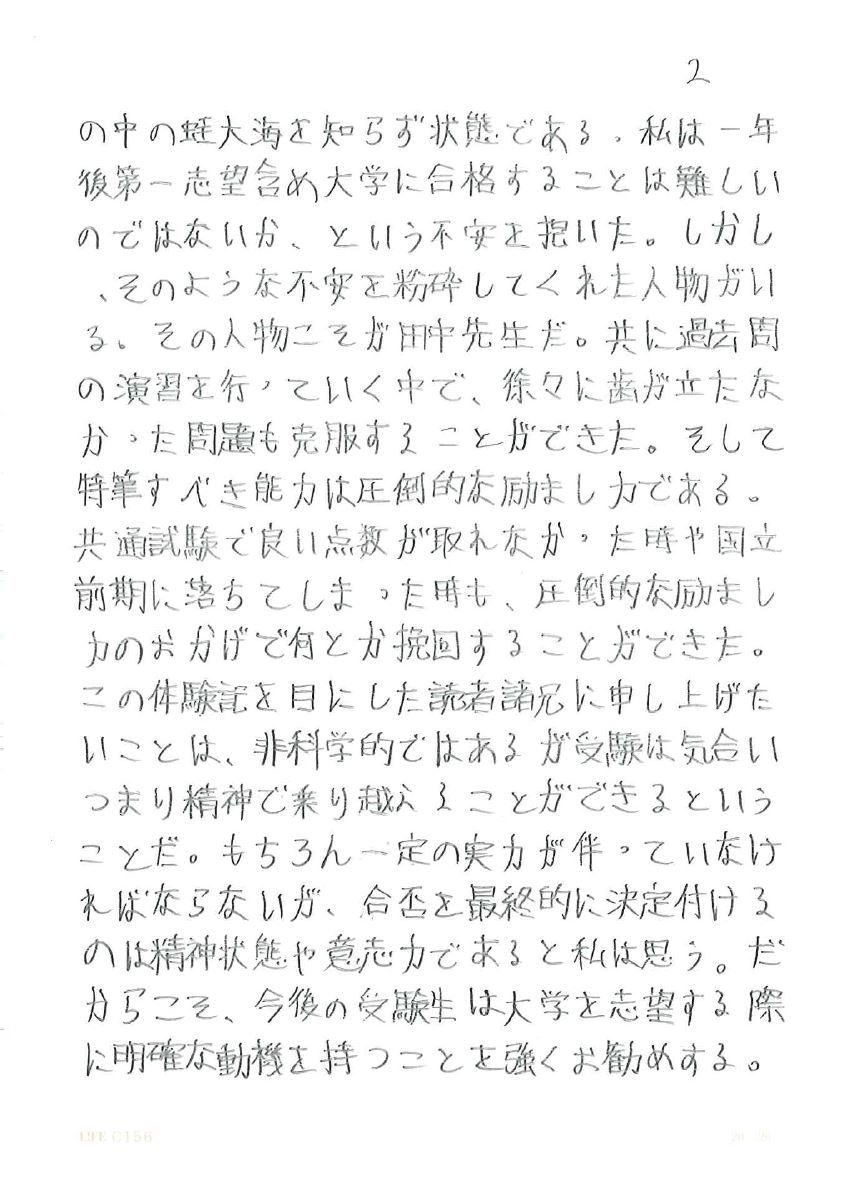 2
の中の蛙大海を知らず状態である。私は一年
後第一志望含め大学に合格することは難しい
のではないか、という不安を抱いた。しかし
、そのような不安を粉砕してくれた人物がい
る。その人物こそが田中先生だ。共に過去問
の演習を行っていく中で、徐々に歯が立たな
かった問題も克服することができた。そして
特筆すべき能力は圧倒的な励まし力である。
共通試験で良い点数が取れなかった時や国立
前期に落ちてしまった時も、圧倒的な励まし
力のおかげで何とか挽回することができた。
この体験記を目にした読者諸兄に申し上げた
いことは、非科学的ではあるが受験は気合い
つまり精神で乗り越えることができるという
ことだ。もちろん一定の実力が伴っていなけ
ればならないが、合否を最終的に決定付ける
のは精神状態や意志力であると私は思う。だ
からこそ、今後の受験生は大学を志望する際
に明確な動機を持つことを強くお勧めする。
LIFE C156
20×20